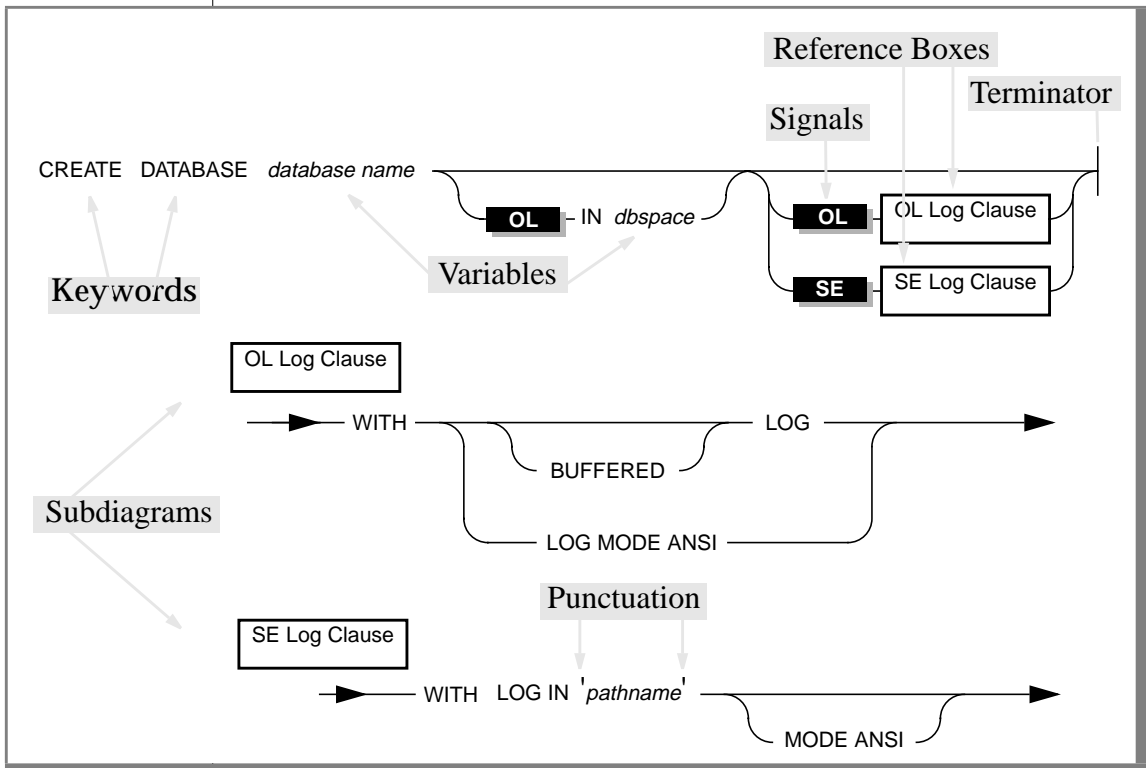 Reference Boxes
Terminator
Signals
CREATE DATABASE database name
OL IN dbspace
OL OL Log Clause
Variables
Keywords
SE SE Log Clause
OL Log Clause
WITH LOG
BUFFERED
Subdiagrams
LOG MODE ANSI
Punctuation
SE Log Clause
WITH LOG IN 'pathname'
MODE ANSI